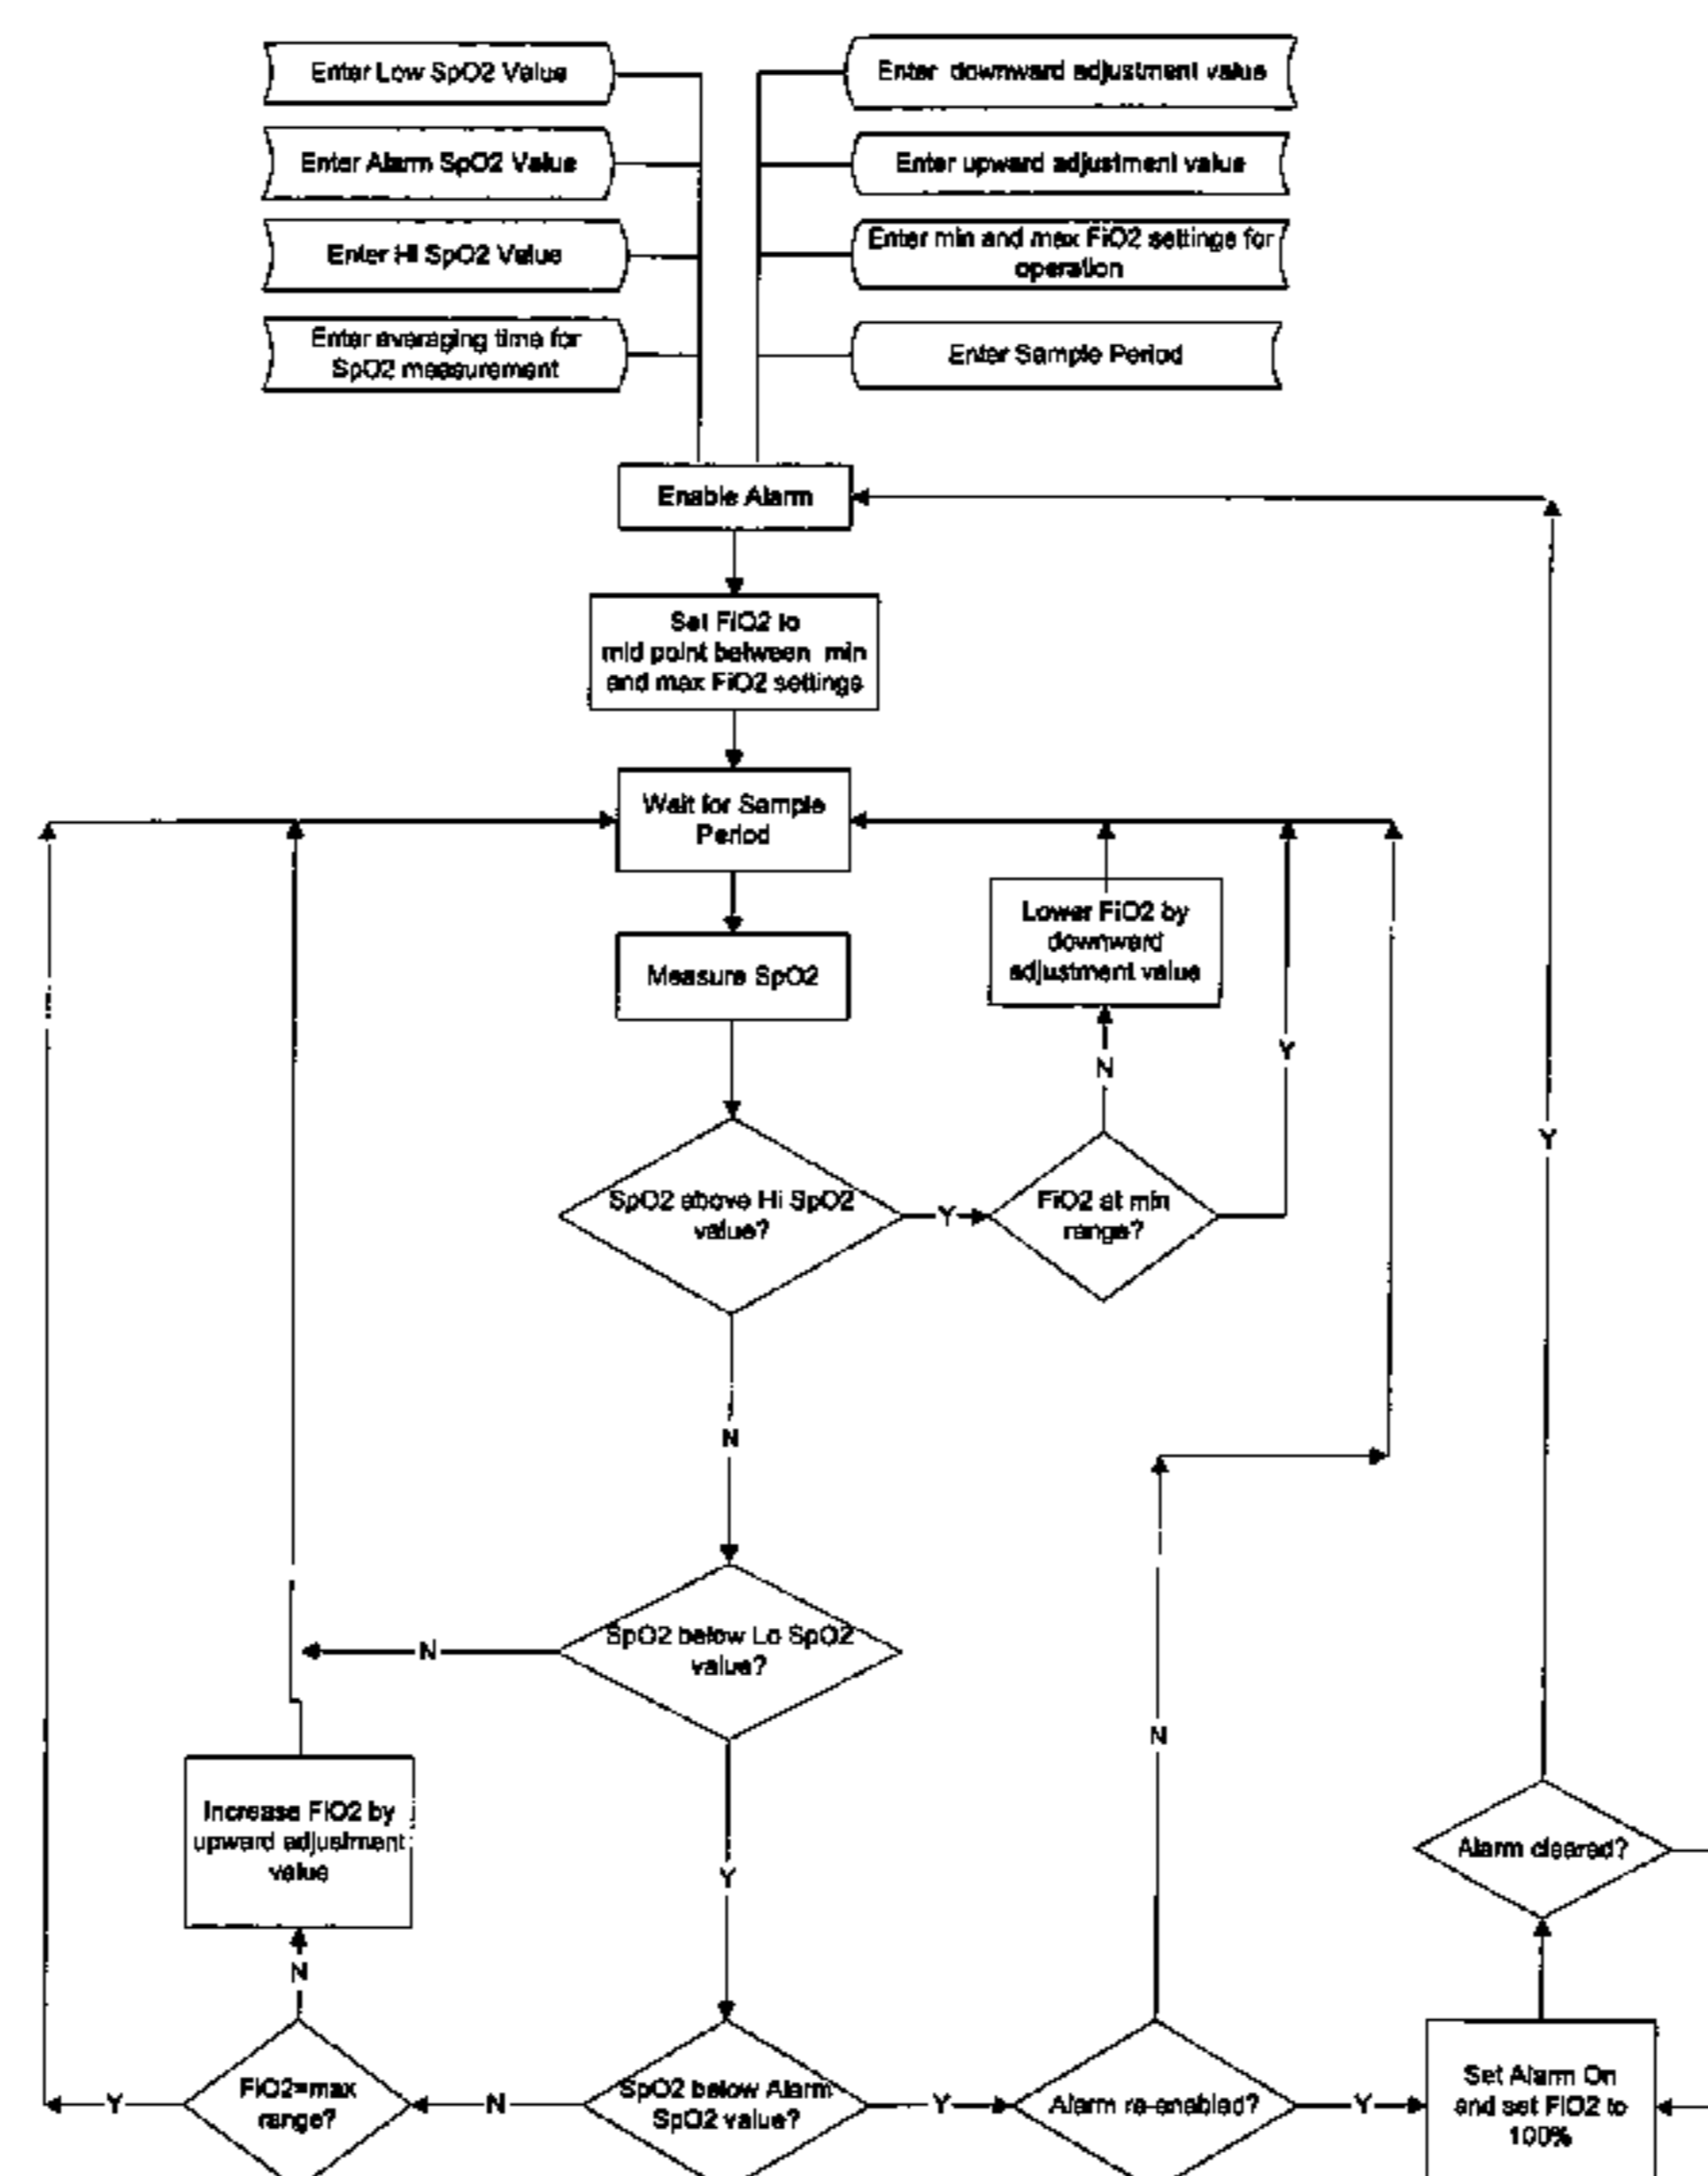 Enter Low SpO2 Value
Enter downward adjustment value
Enter Alarm SpO2 Value
Enter upward adjustment value
Enter Hi SpO2 Value
Enter min and max FiO2 settings for
operation
Enter averaging time for
SpO2 measurement
Enter Sample Period
Enable Alarm
Set FiO2 to
mid point between min
and max FiO2 settings
Wait for Sample
Period
Lower FiO2 by
downward
adjustment value
Measure SpO2
N
Y
Y
SpO2 above Hi SpO2
value?
Y
FiO2 at min
range?
N
SpO2 below Lo SpO2
value?
N
N
Increase FiO2 by
upward adjustment
value
Y
Alarm cleared?
N
Y
FiO2=max
range?
N
SpO2 below Alarm
SpO2 value?
Y
Alarm re-enabled?
Y
Set Alarm On
and set FiO2 to
100%